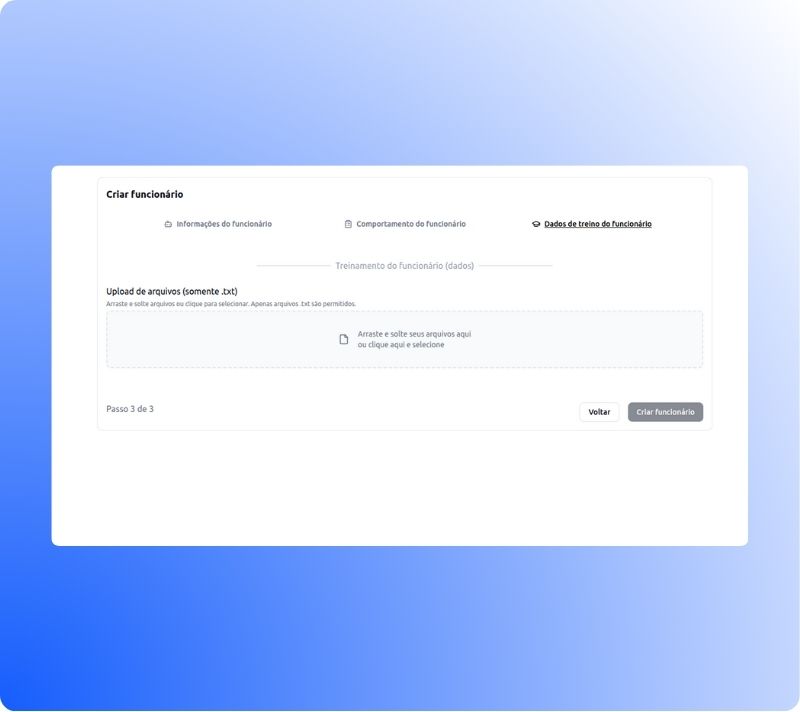 Criar funcionário
Informações do funcionário
Comportamento do funcionário
Dados de treino do funcionário
Treinamento do funcionário (dados)
Upload de arquivos (somente .txt)
Arraste e solte arquivos ou clique para selecionar. Apenas arquivos .txt são permitidos.
Arraste e solte seus arquivos aqui
ou clique aqui e selecione
Passo 3 de 3
Voltar
Criar funcionário